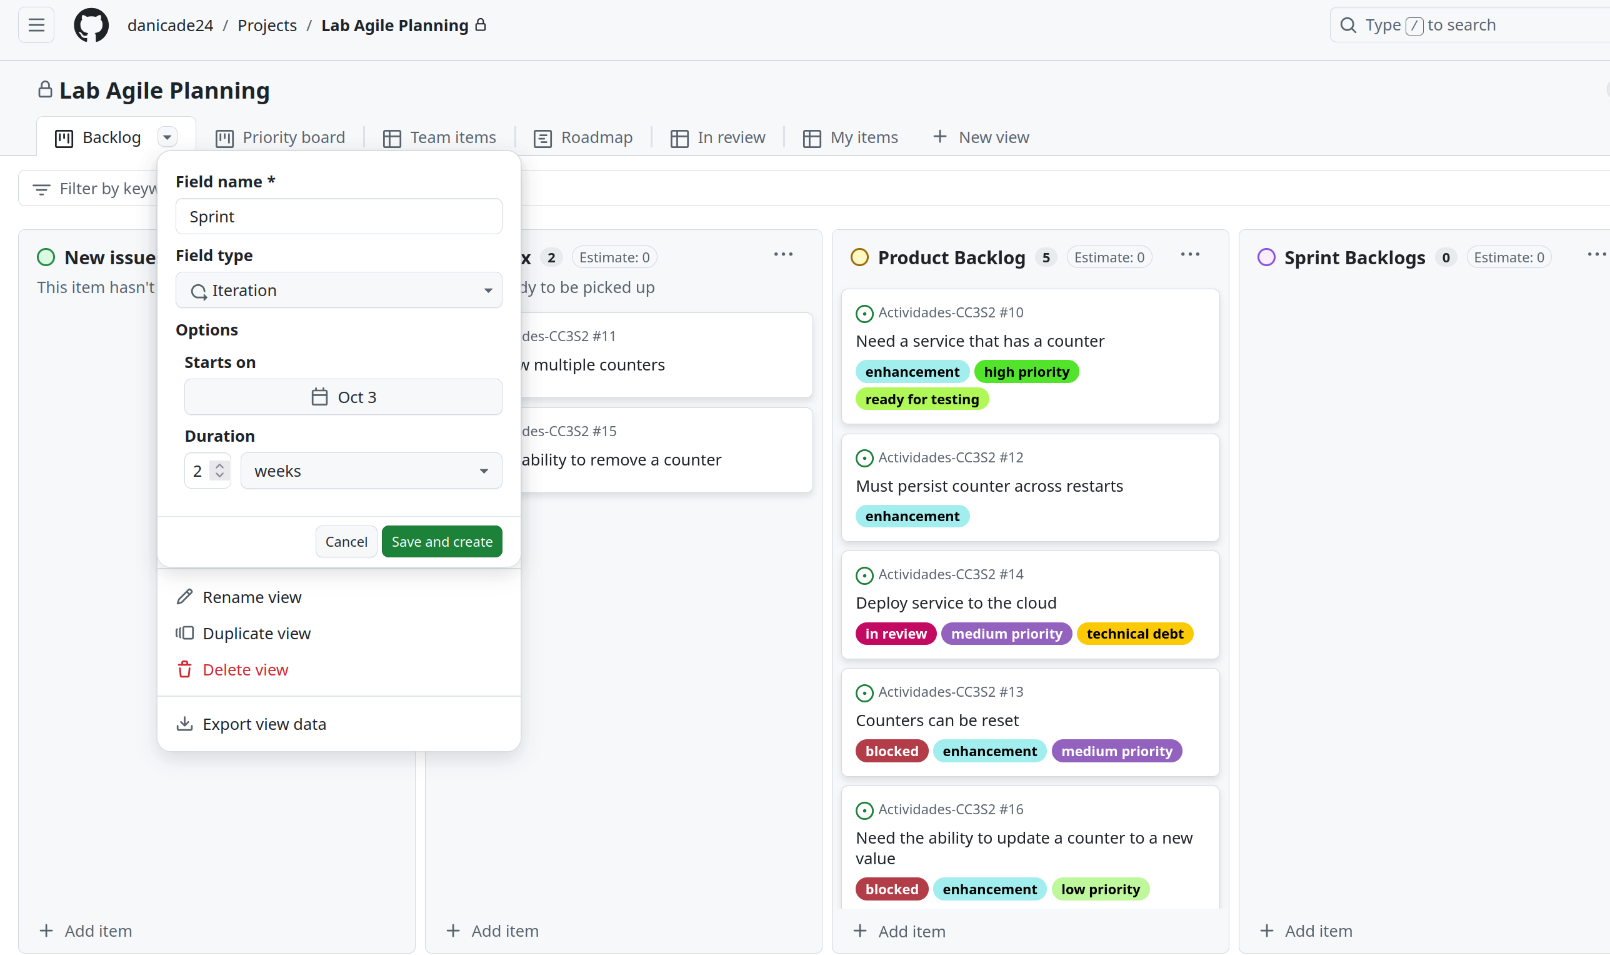 danicade24 / Projects / Lab Agile Planning
Type / to search
Lab Agile Planning
Backlog
Priority board
Team items
Roadmap
In review
My items
New view
Filter by keyw
Field name *
Sprint
Field type
Iteration
Options
Starts on
Oct 3
Duration
2 weeks
Cancel
Save and create
Rename view
Duplicate view
Delete view
Export view data
New issue
This item hasn't
Add item
x 2 Estimate: 0
dy to be picked up
des-CC3S2 #11
w multiple counters
des-CC3S2 #15
ability to remove a counter
Add item
Product Backlog 5 Estimate: 0
Actividades-CC3S2 #10
Need a service that has a counter
enhancement high priority
ready for testing
Actividades-CC3S2 #12
Must persist counter across restarts
enhancement
Actividades-CC3S2 #14
Deploy service to the cloud
in review medium priority technical debt
Actividades-CC3S2 #13
Counters can be reset
blocked enhancement medium priority
Actividades-CC3S2 #16
Need the ability to update a counter to a new
value
blocked enhancement low priority
Add item
Sprint Backlogs 0 Estimate: 0
Add item